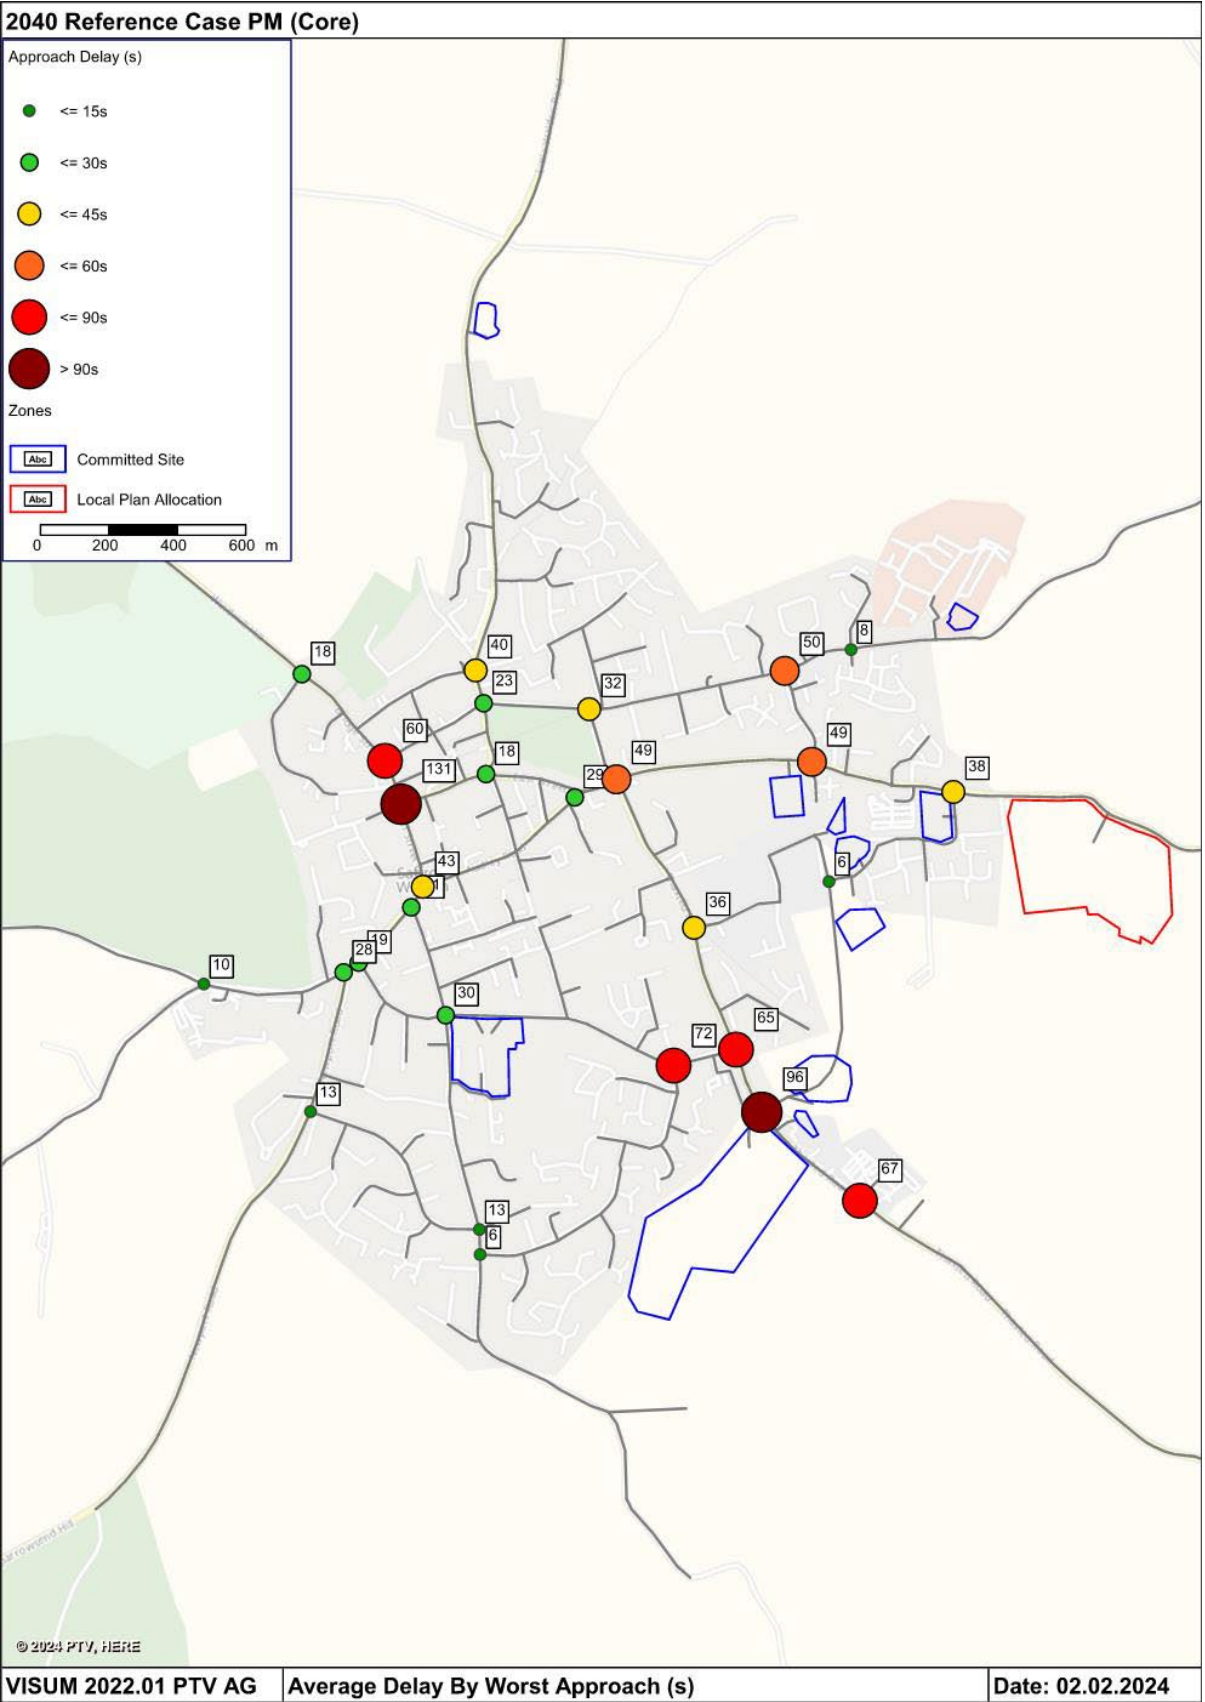 2040 Reference Case PM (Core)
Approach Delay (s)
<= 15s
<= 30s
<= 45s
<= 60s
<= 90s
> 90s
Zones
Abc Committed Site
Abc Local Plan Allocation
0 200 400 600 m
8
50
18
40
23
32
60
49
49
18
131
29
38
43
6
36
19
28
10
30
65
72
96
13
67
13
6
© 2024 PTV, HERE
VISUM 2022.01 PTV AG
Average Delay By Worst Approach (s)
Date: 02.02.2024